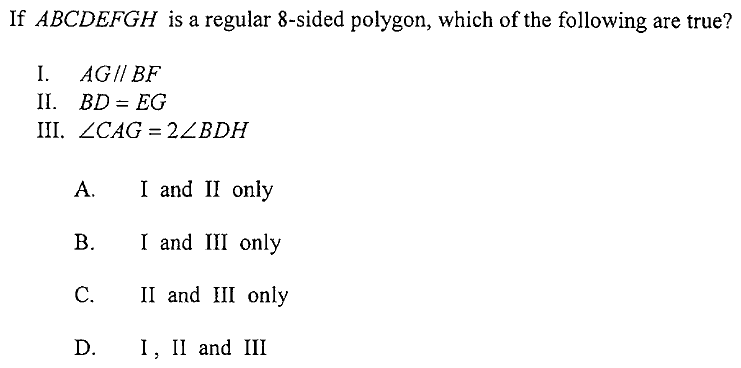 If ABCDEFGH is a regular 8-sided polygon, which of the following are true?
I. AG // BF
II. BD = EG
III. ∠CAG = 2∠BDH
A. I and II only
B. I and III only
C. II and III only
D. I , II and III